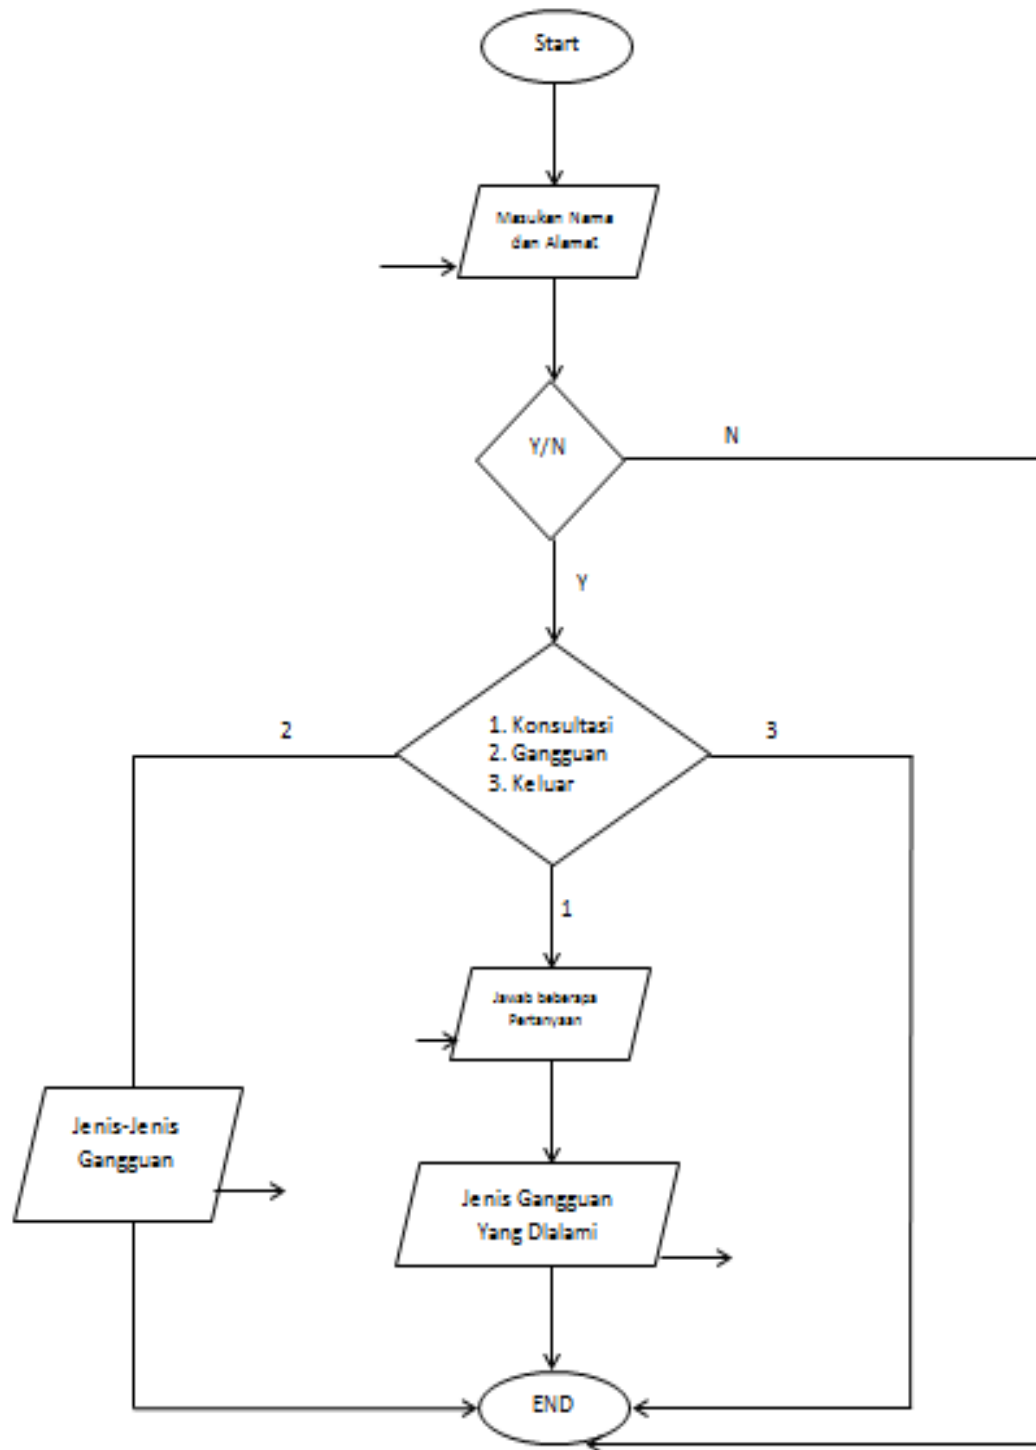 Start
Masukan Nama
dan Alamat
Y/N
N
Y
1. Konsultasi
2. Gangguan
3. Keluar
2
3
1
Jawab beberapa
Pertanyaan
Jenis-Jenis
Gangguan
Jenis Gangguan
Yang DIalami
END